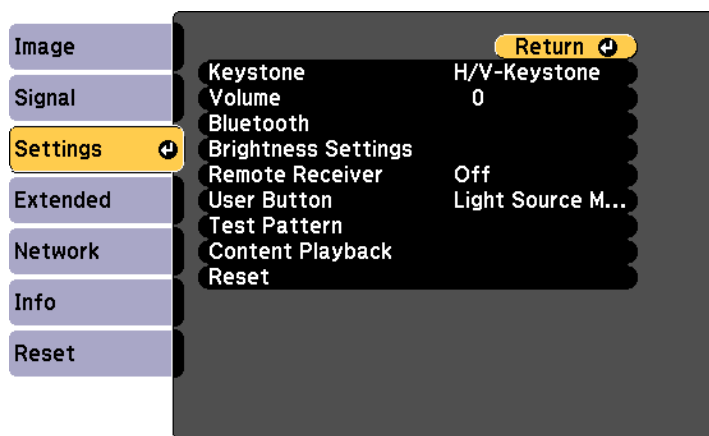 Image
Signal
Settings
Extended
Network
Info
Reset
Return
Keystone H/V-Keystone
Volume 0
Bluetooth
Brightness Settings
Remote Receiver Off
User Button Light Source M...
Test Pattern
Content Playback
Reset